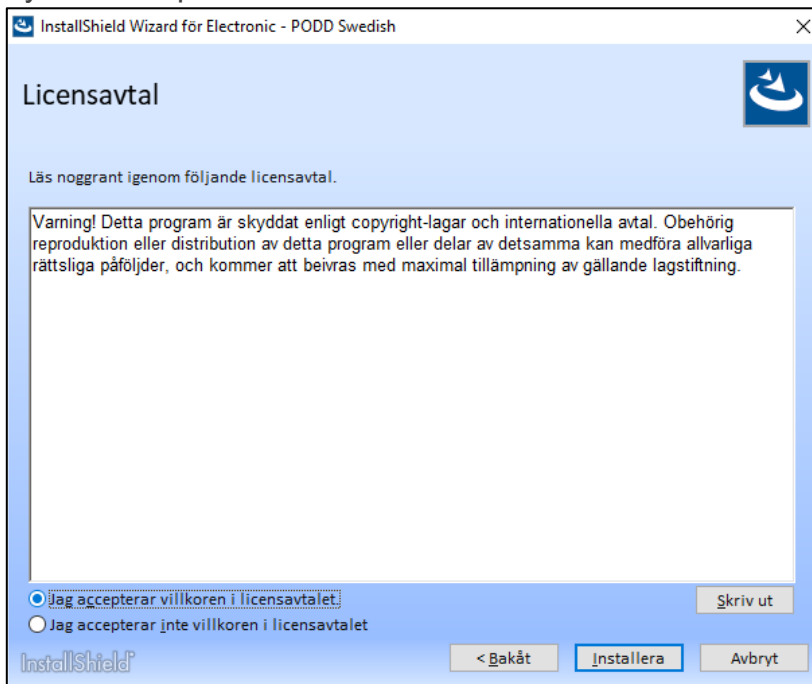 InstallShield Wizard för Electronic - PODD Swedish
Licensavtal
Läs noggrant igenom följande licensavtal.
Varning! Detta program är skyddat enligt copyright-lagar och internationella avtal. Obehörig
reproduktion eller distribution av detta program eller delar av detsamma kan medföra allvarliga
rättsliga påföljder, och kommer att beivras med maximal tillämpning av gällande lagstiftning.
Jag accepterar villkoren i licensavtalet.
Skriv ut
Jag accepterar inte villkoren i licensavtalet
InstallShield
< Bakåt
Installera
Avbryt